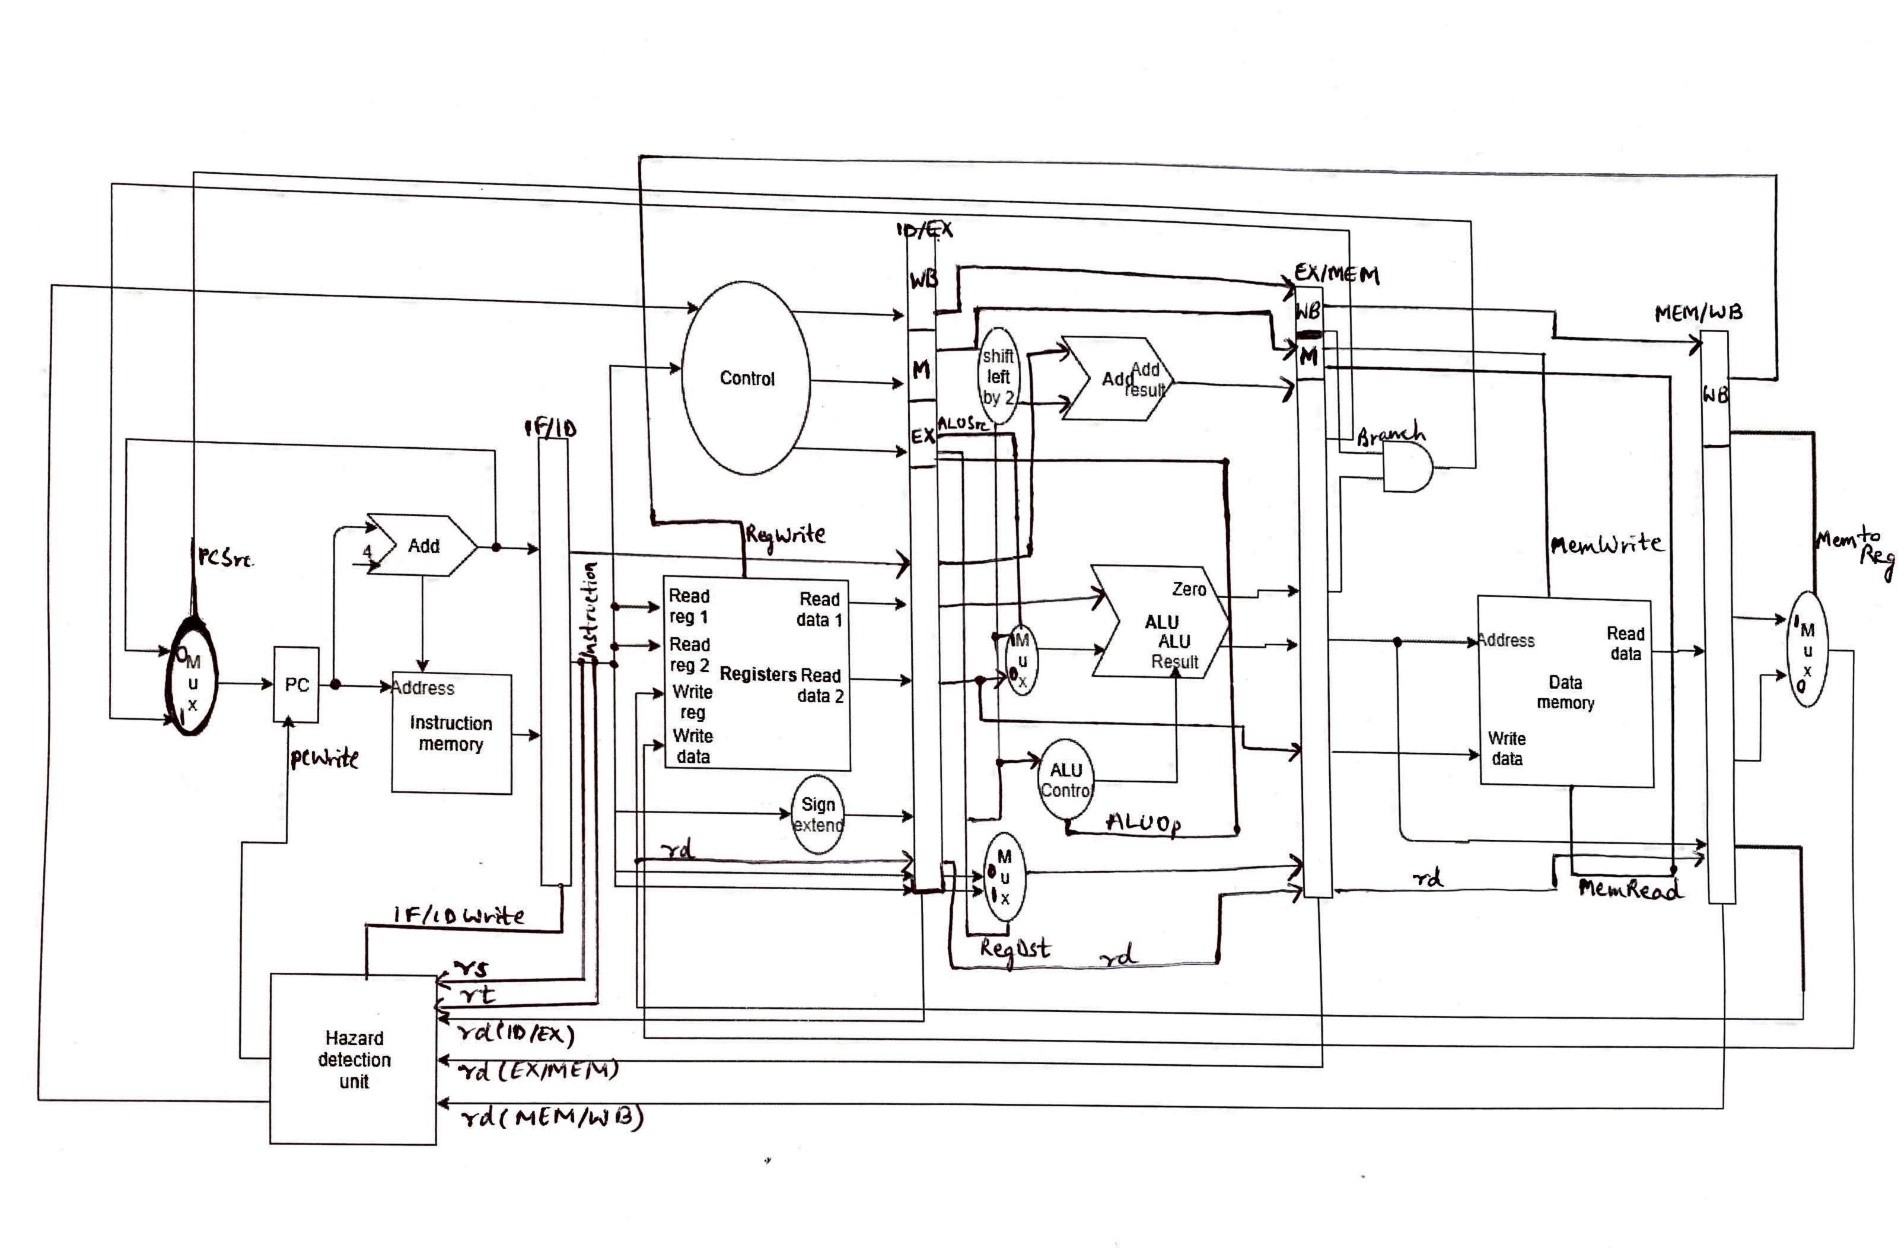 ID/EX
WB
M
EX
EX/MEM
WB
M
MEM/WB
WB
shift
left
by 2
Add
Add
result
Control
ALUSrc
Branch
IF/ID
RegWrite
Instruction
MemWrite
Memto
Reg
PCSrc
Add
4
0
M
u
x
1
PC
PCWrite
Address
Instruction
memory
Read
reg 1
Read
reg 2
Write
reg
Write
data
Registers
Read
data 1
Read
data 2
Zero
ALU
ALU
Result
1
M
u
0
x
Address
Read
data
Data
memory
Write
data
1
M
u
x
0
ALU
Control
ALUOp
Sign
extend
rd
M
0
u
1
x
RegDst
rd
rd
MemRead
IF/ID Write
rs
rt
rd(ID/EX)
rd(EX/MEM)
rd(MEM/WB)
Hazard
detection
unit